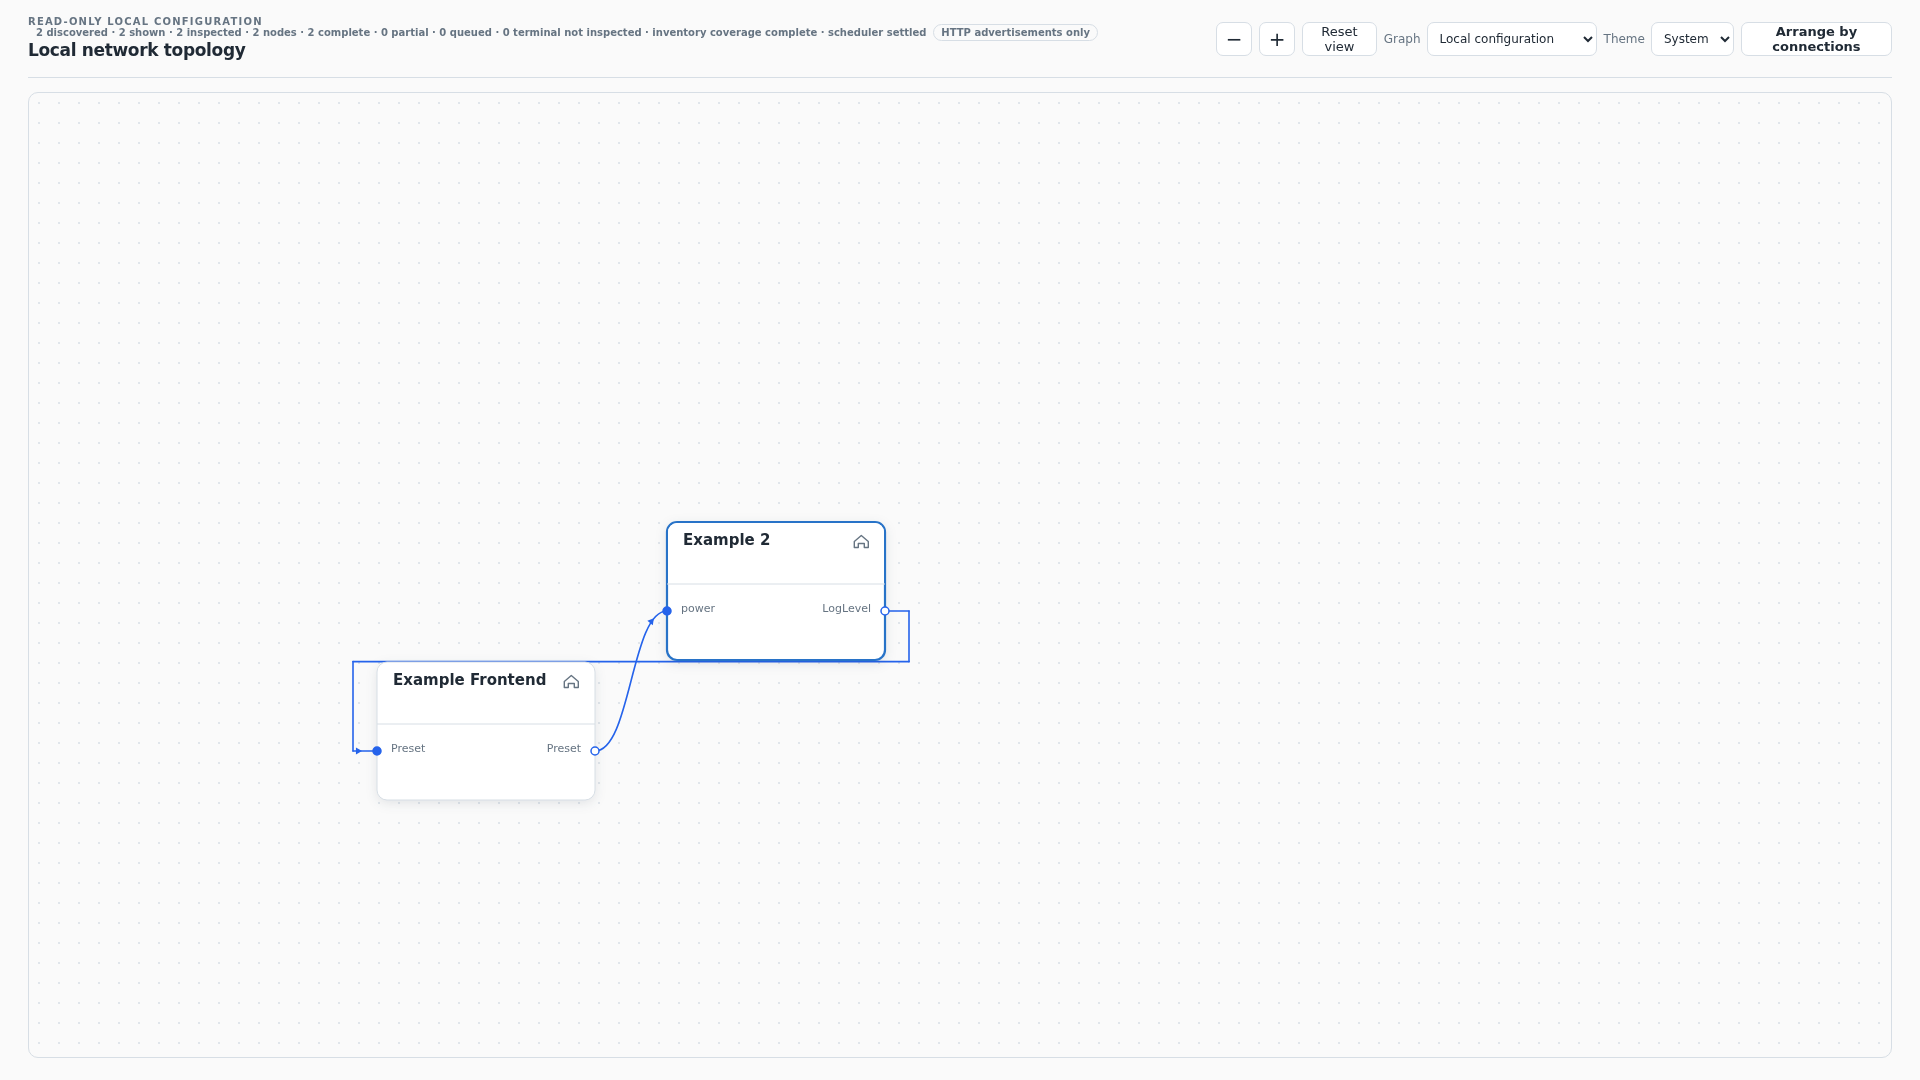 READ-ONLY LOCAL CONFIGURATION
2 discovered · 2 shown · 2 inspected · 2 nodes · 2 complete · 0 partial · 0 queued · 0 terminal not inspected · inventory coverage complete · scheduler settled HTTP advertisements only
Local network topology
− + Reset view Graph Local configuration Theme System Arrange by connections
Example 2
power LogLevel
Example Frontend
Preset Preset